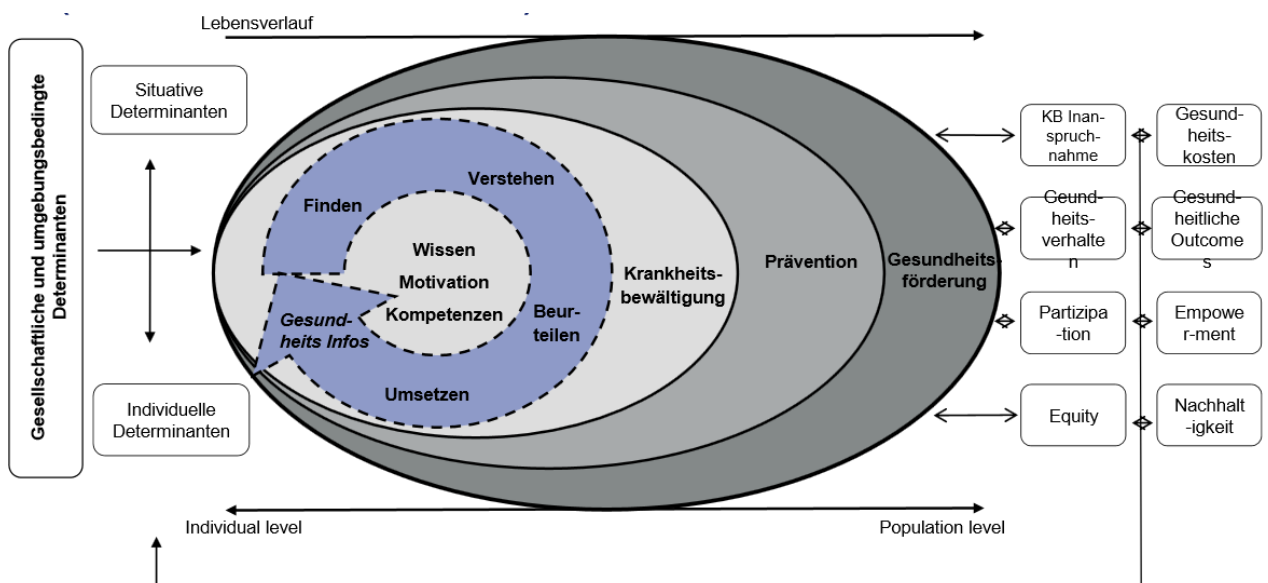 Lebensverlauf
Gesellschaftliche und umgebungsbedingte
Determinanten
Situative
Determinanten
Individuelle
Determinanten
Finden
Verstehen
Beur-
teilen
Umsetzen
Gesund-
heits Infos
Wissen
Motivation
Kompetenzen
Krankheits-
bewältigung
Prävention
Gesundheits-
förderung
KB Inan-
spruch-
nahme
Gesund-
heits-
kosten
Geundheits-
verhalte
n
Gesund-
heitliche
Outcome
s
Partizipa
-tion
Empowe
r-ment
Equity
Nachhalt
-igkeit
Individual level
Population level